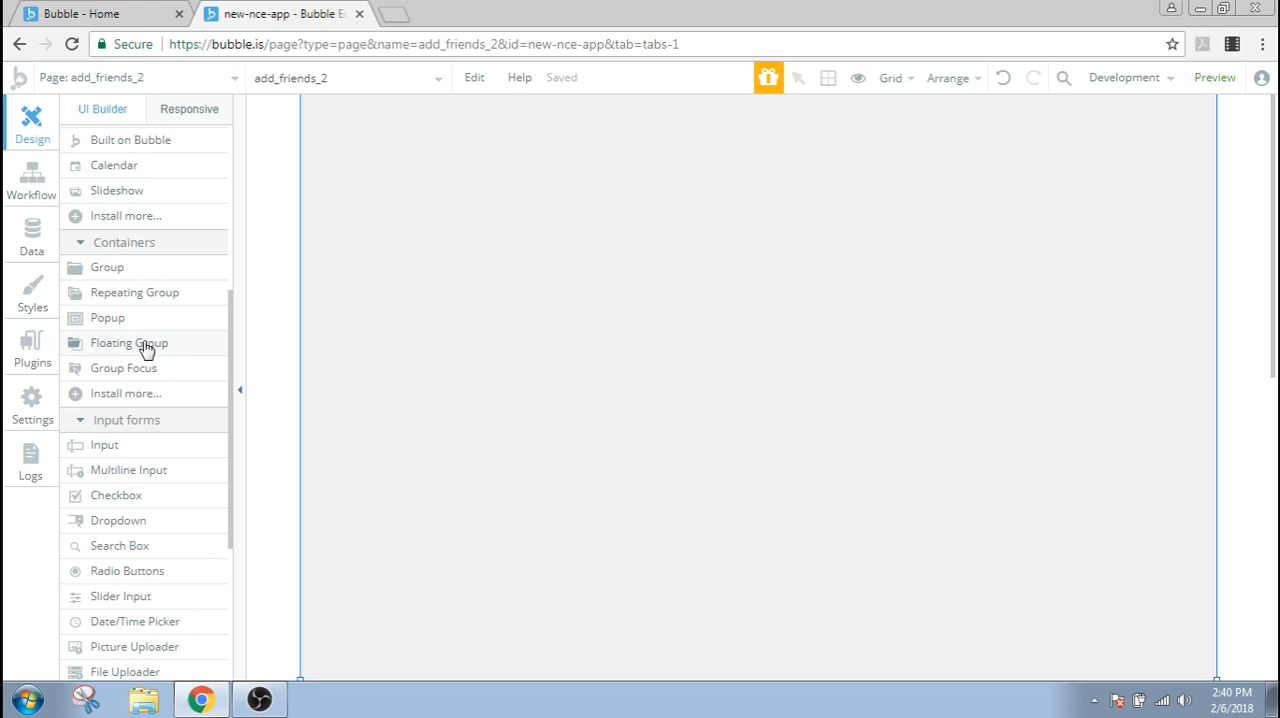 Bubble - Home
new-nce-app - Bubble E
Secure https://bubble.is/page?type=page&name=add_friends_2&id=new-nce-app&tab=tabs-1
Page: add_friends_2
add_friends_2
Edit
Help
Saved
Grid
Arrange
Development
Preview
Design
Workflow
Data
Styles
Plugins
Settings
Logs
UI Builder
Responsive
Built on Bubble
Calendar
Slideshow
Install more...
Containers
Group
Repeating Group
Popup
Floating Group
Group Focus
Install more...
Input forms
Input
Multiline Input
Checkbox
Dropdown
Search Box
Radio Buttons
Slider Input
Date/Time Picker
Picture Uploader
File Uploader
2:40 PM
2/6/2018